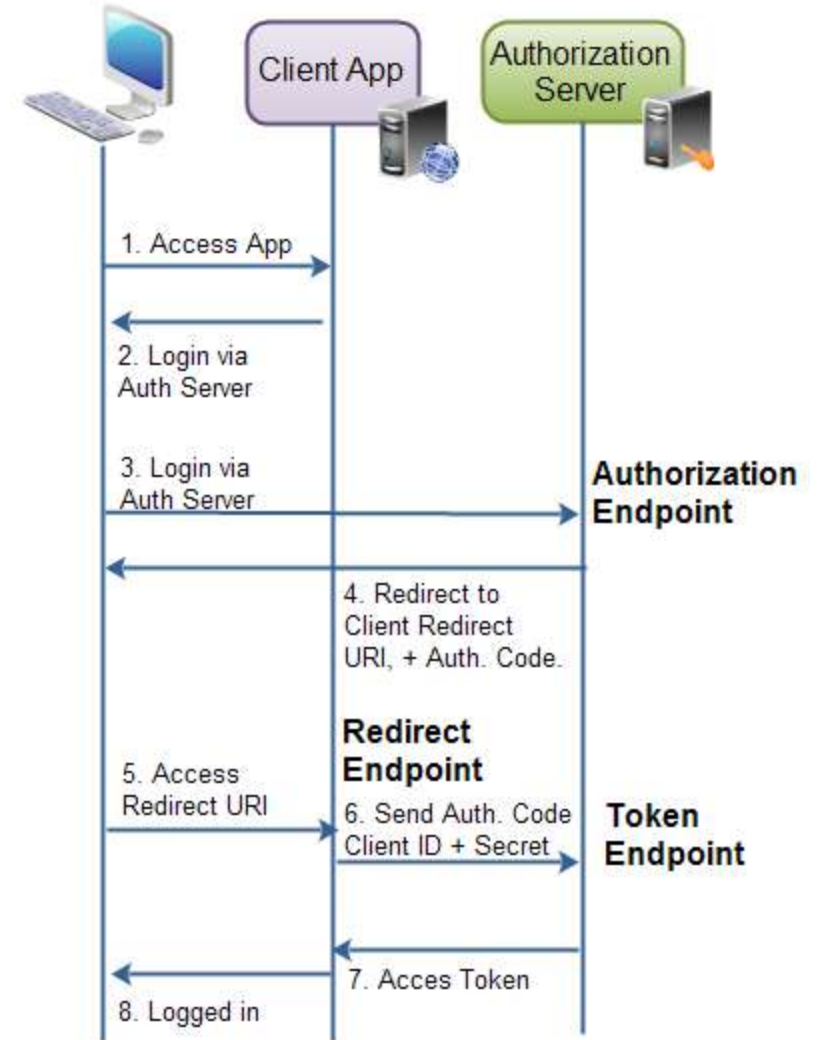 Client App
Authorization
Server
1. Access App
2. Login via
Auth Server
3. Login via
Auth Server
Authorization
Endpoint
4. Redirect to
Client Redirect
URI, + Auth. Code.
Redirect
Endpoint
5. Access
Redirect URI
6. Send Auth. Code
Client ID + Secret
Token
Endpoint
7. Acces Token
8. Logged in